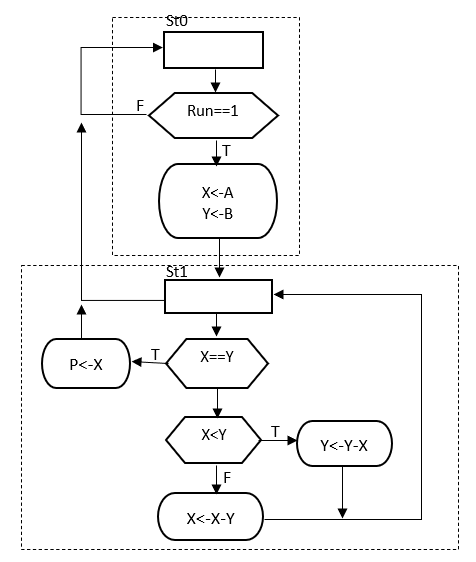 St0
F
Run==1
T
X<-A
Y<-B
St1
P<-X
T
X==Y
X<Y
T
Y<-Y-X
F
X<-X-Y